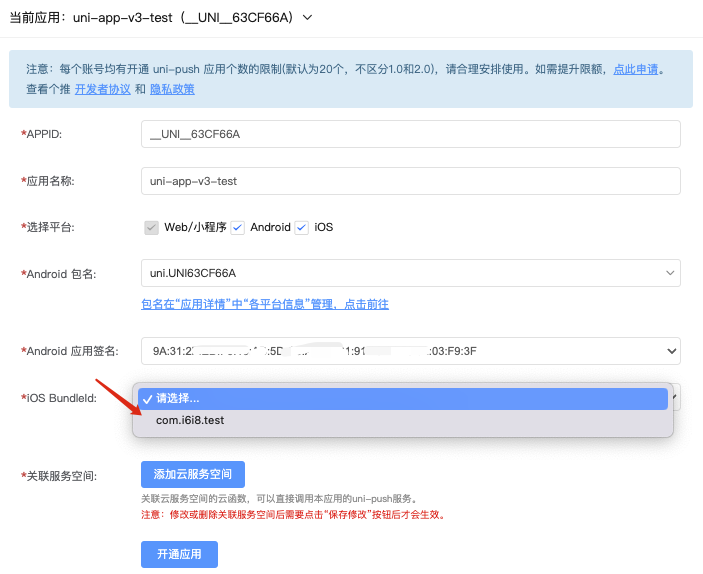 当前应用：uni-app-v3-test（__UNI__63CF66A）
注意：每个账号均有开通 uni-push 应用个数的限制(默认为20个，不区分1.0和2.0)，请合理安排使用。如需提升限额，点此申请。
查看个推 开发者协议 和 隐私政策
*APPID: __UNI__63CF66A
*应用名称: uni-app-v3-test
*选择平台: Web/小程序 Android iOS
*Android 包名: uni.UNI63CF66A
包名在“应用详情”中“各平台信息”管理，点击前往
*Android 应用签名: 9A:31:2 :5D 1:91 :03:F9:3F
*iOS BundleId: 请选择...
com.i6i8.test
*关联服务空间: 添加云服务空间
关联云服务空间的云函数，可以直接调用本应用的uni-push服务。
注意：修改或删除关联服务空间后需要点击“保存修改”按钮后才会生效。
开通应用